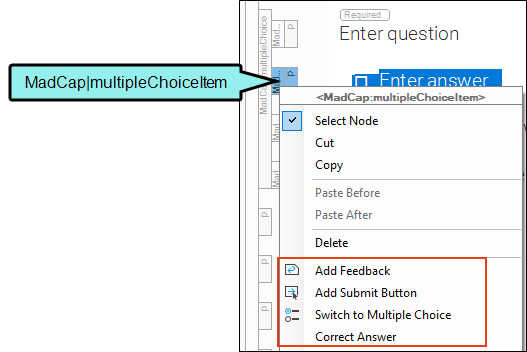 Required
Enter question
MadCap|multipleChoiceItem
Enter answer
MadCap:multipleChoice
Mad...
p
Mad...
p
Mad...
Mad...
p
p
p
p
<MadCap:multipleChoiceItem>
Select Node
Cut
Copy
Paste Before
Paste After
Delete
Add Feedback
Add Submit Button
Switch to Multiple Choice
Correct Answer